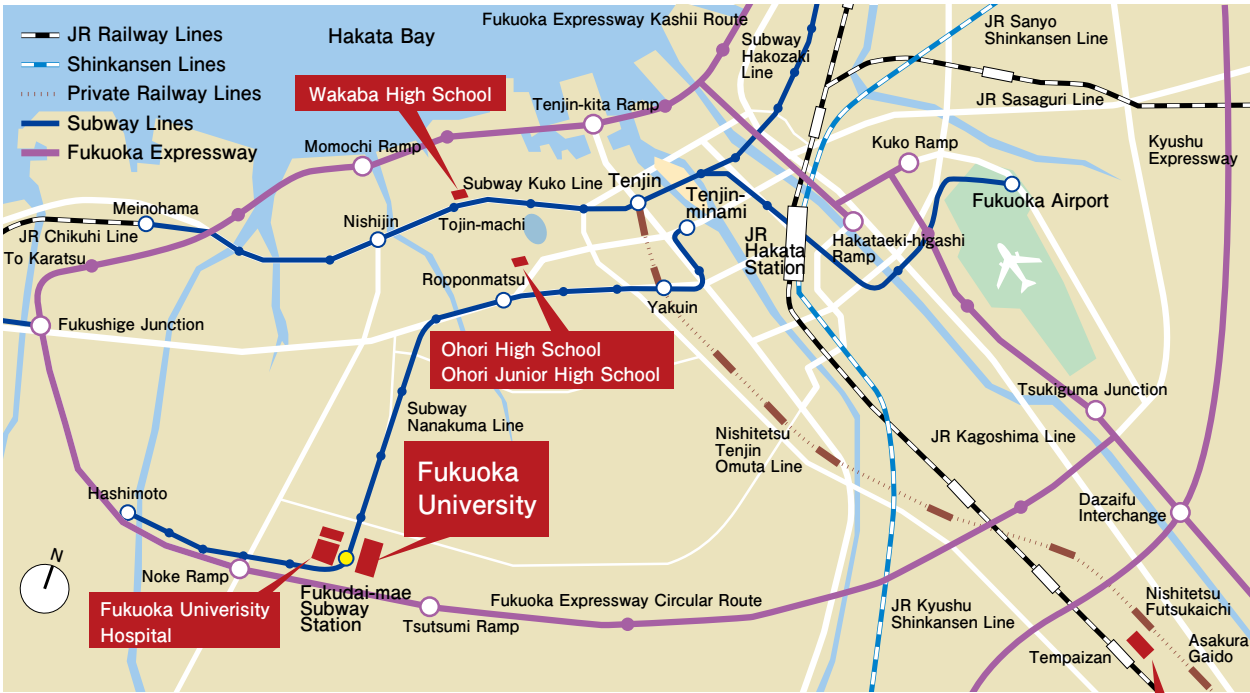 JR Railway Lines
Shinkansen Lines
Private Railway Lines
Subway Lines
Fukuoka Expressway
Hakata Bay
Fukuoka Expressway Kashii Route
Subway
Hakozaki
Line
JR Sanyo
Shinkansen Line
JR Sasaguri Line
Kyushu
Expressway
Wakaba High School
Tenjin-kita Ramp
Momochi Ramp
Kuko Ramp
Subway Kuko Line
Tenjin
Tenjin-
minami
Fukuoka Airport
Meinohama
Nishijin
Tojin-machi
JR Chikuhi Line
To Karatsu
JR
Hakata
Station
Hakataeki-higashi
Ramp
Ropponmatsu
Yakuin
Fukushige Junction
Ohori High School
Ohori Junior High School
Tsukiguma Junction
Subway
Nanakuma Line
Nishitetsu
Tenjin
Omuta Line
JR Kagoshima Line
Fukuoka
University
Hashimoto
Dazaifu
Interchange
N
Noke Ramp
Fukudai-mae
Subway
Station
Fukuoka Univerisity
Hospital
Tsutsumi Ramp
Fukuoka Expressway Circular Route
JR Kyushu
Shinkansen Line
Nishitetsu
Futsukaichi
Asakura
Gaido
Tempaizan